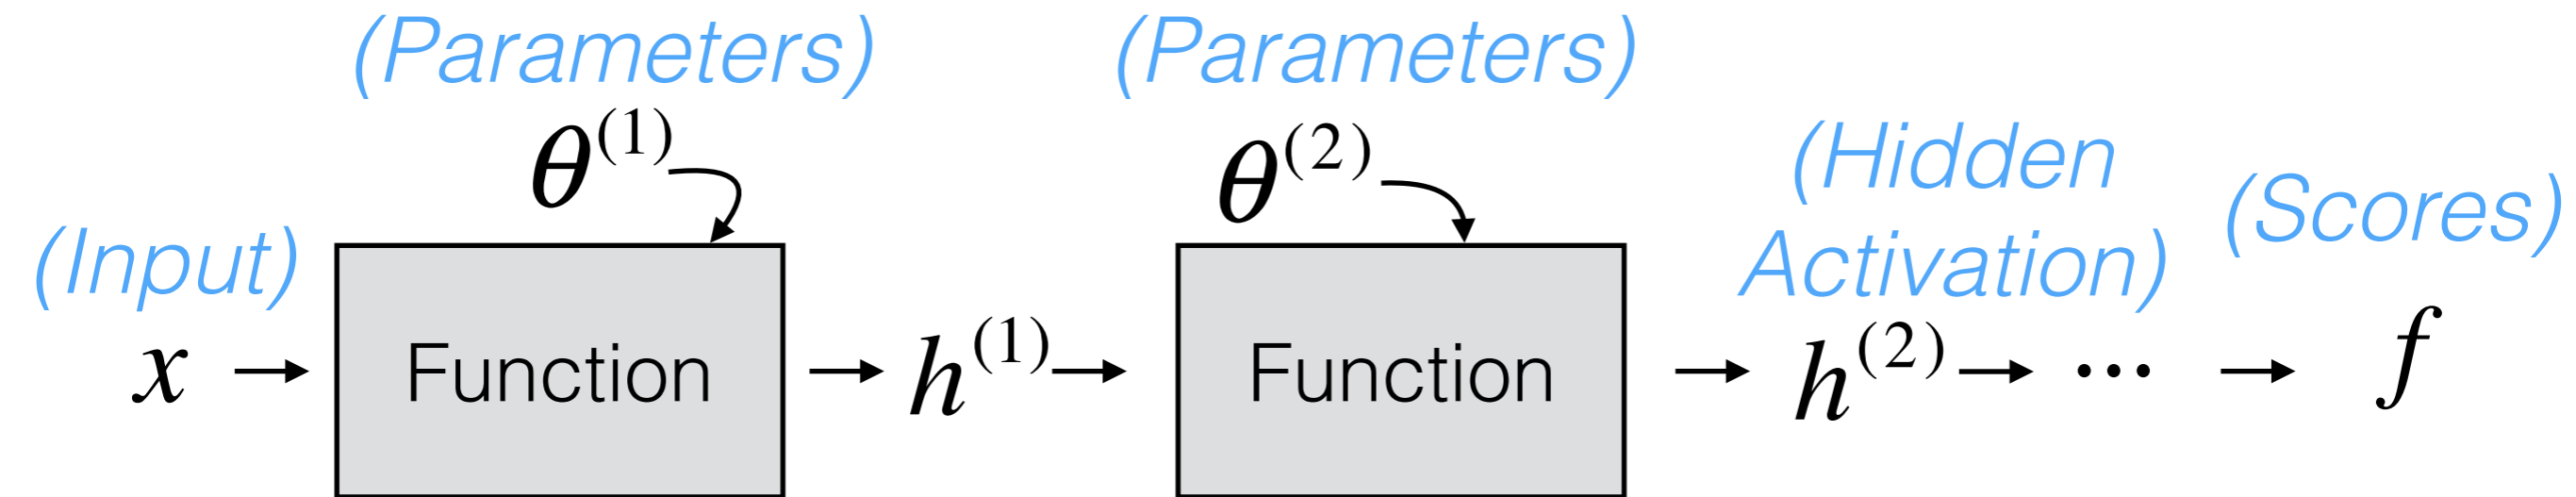 (Parameters) (Parameters)
θ^(1) θ^(2) (Hidden
(Input) Activation) (Scores)
x → Function → h^(1) → Function → h^(2) → ··· → f